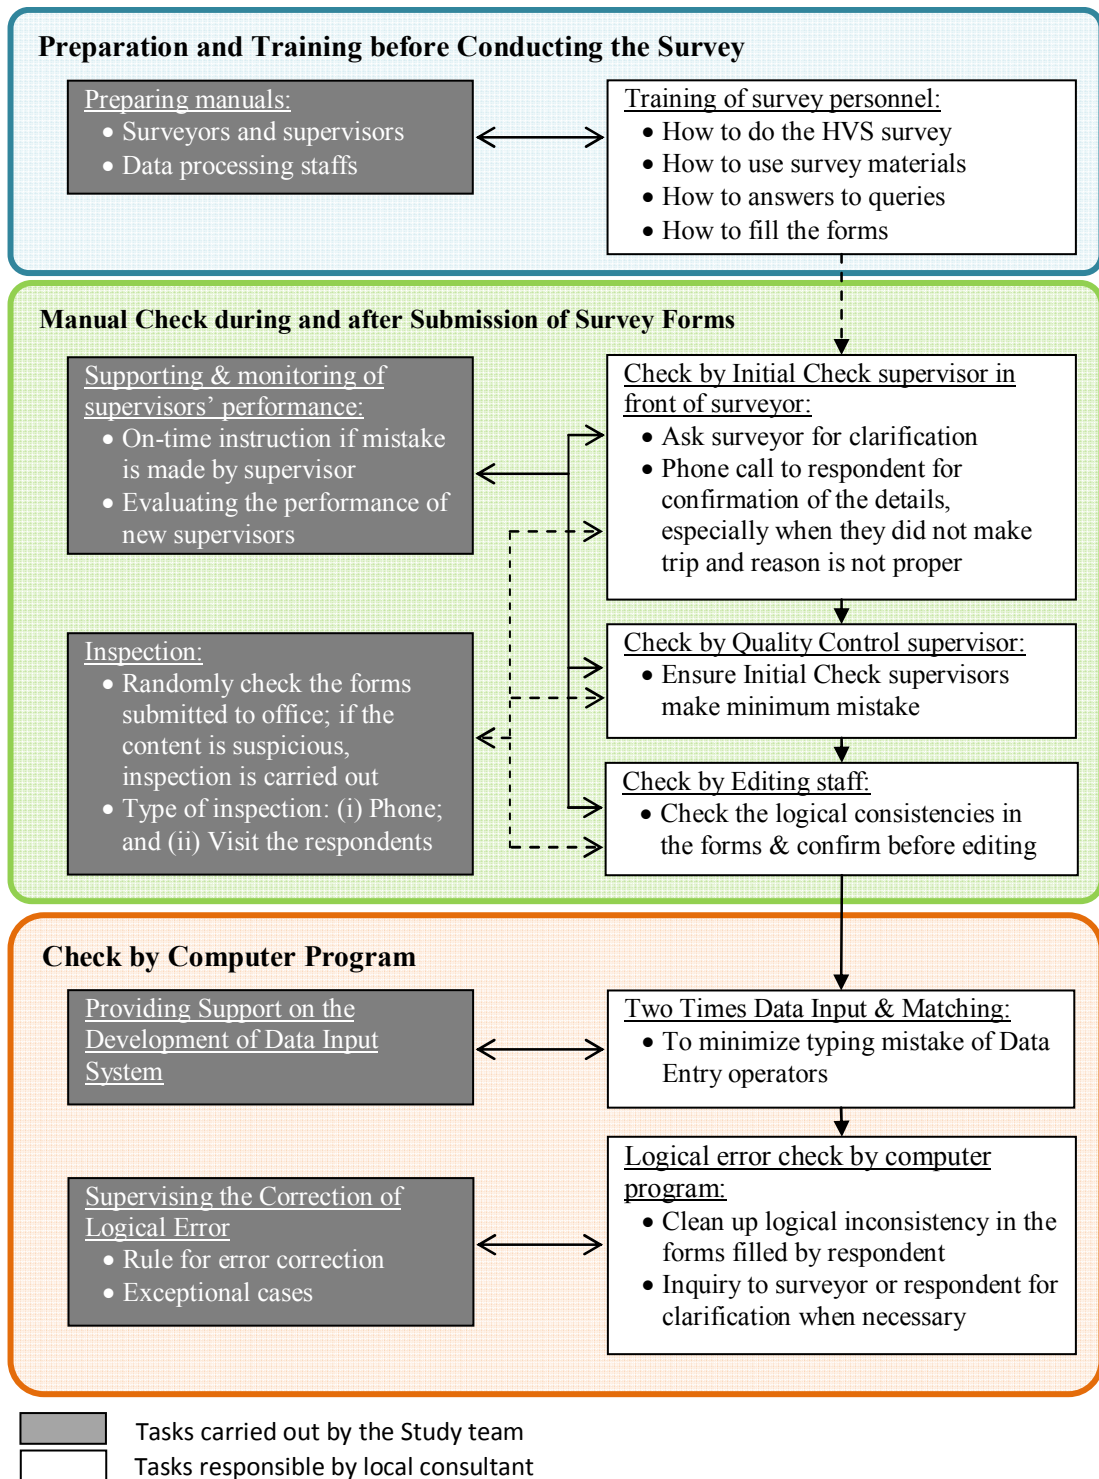 Preparation and Training before Conducting the Survey
Preparing manuals:
• Surveyors and supervisors
• Data processing staffs
Training of survey personnel:
• How to do the HVS survey
• How to use survey materials
• How to answers to queries
• How to fill the forms
Manual Check during and after Submission of Survey Forms
Supporting & monitoring of
supervisors' performance:
• On-time instruction if mistake
is made by supervisor
• Evaluating the performance of
new supervisors
Check by Initial Check supervisor in
front of surveyor:
• Ask surveyor for clarification
• Phone call to respondent for
confirmation of the details,
especially when they did not make
trip and reason is not proper
Inspection:
• Randomly check the forms
submitted to office; if the
content is suspicious,
inspection is carried out
• Type of inspection: (i) Phone;
and (ii) Visit the respondents
Check by Quality Control supervisor:
• Ensure Initial Check supervisors
make minimum mistake
Check by Editing staff:
• Check the logical consistencies in
the forms & confirm before editing
Check by Computer Program
Providing Support on the
Development of Data Input
System
Two Times Data Input & Matching:
• To minimize typing mistake of Data
Entry operators
Supervising the Correction of
Logical Error
• Rule for error correction
• Exceptional cases
Logical error check by computer
program:
• Clean up logical inconsistency in the
forms filled by respondent
• Inquiry to surveyor or respondent for
clarification when necessary
Tasks carried out by the Study team
Tasks responsible by local consultant